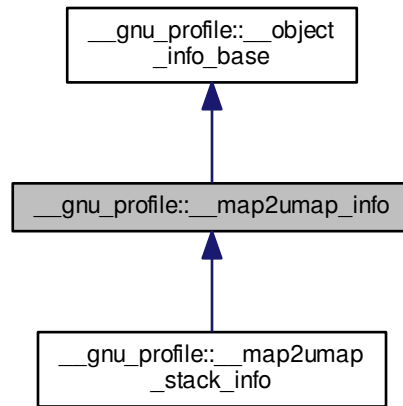 __gnu_profile::__object
_info_base
__gnu_profile::__map2umap_info
__gnu_profile::__map2umap
_stack_info